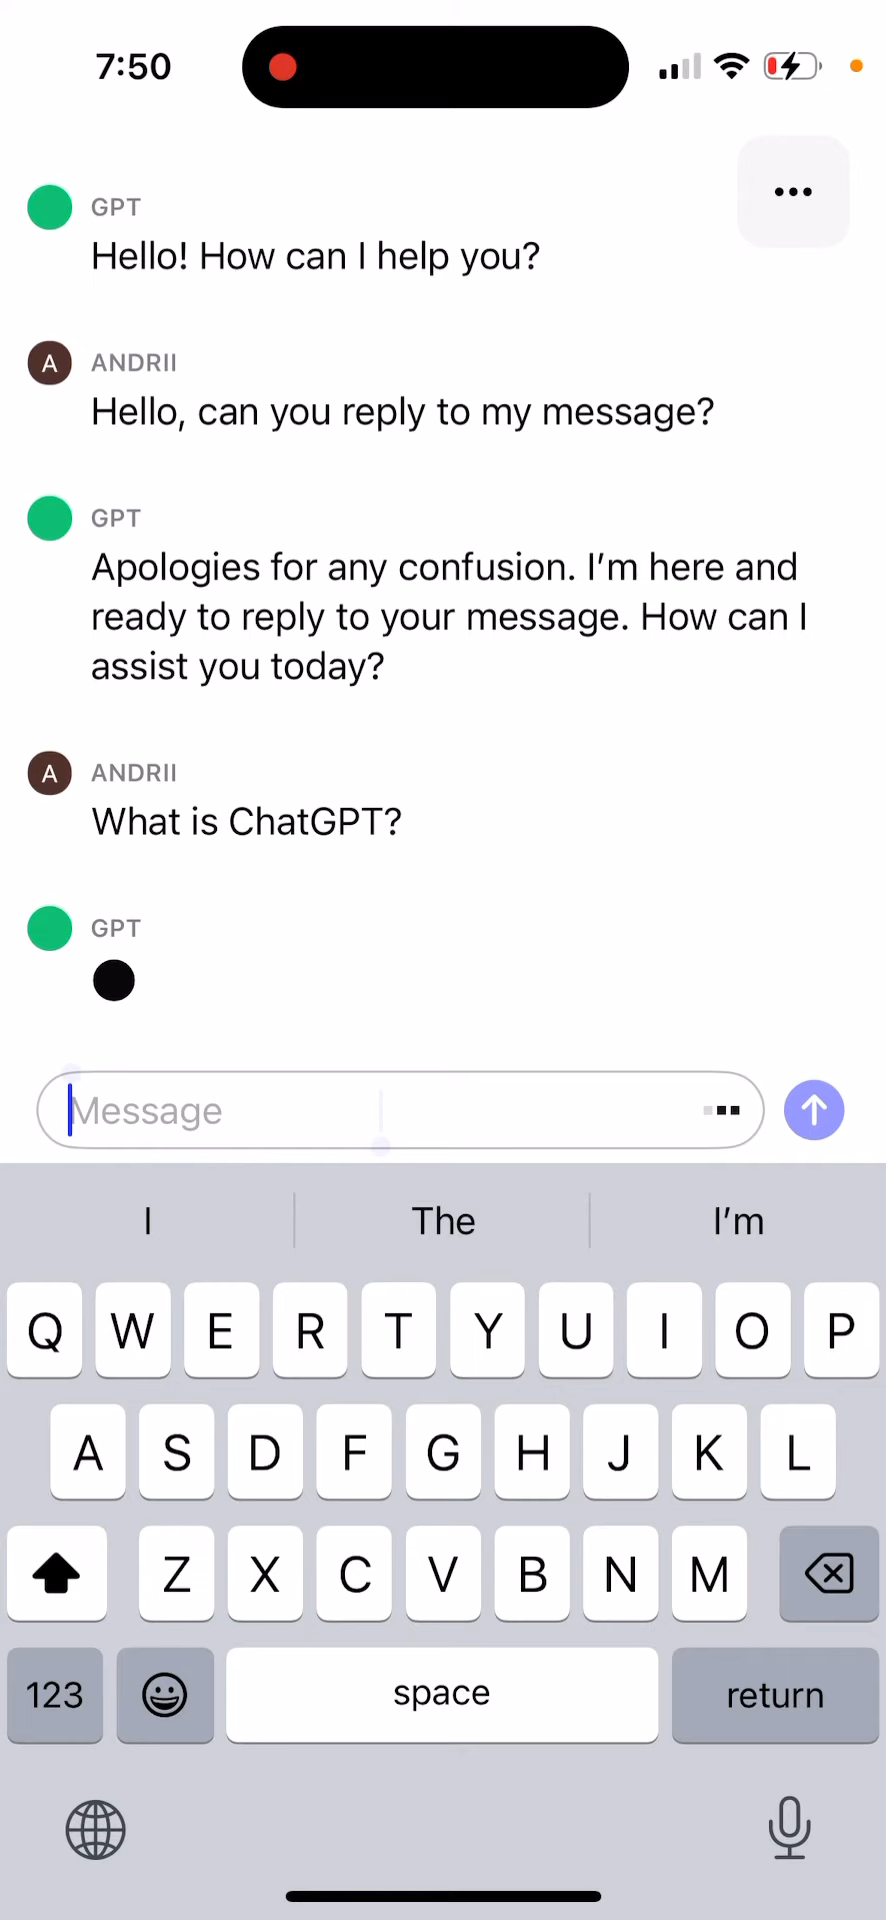 7:50
...
GPT
Hello! How can I help you?
A ANDRII
Hello, can you reply to my message?
GPT
Apologies for any confusion. I’m here and
ready to reply to your message. How can I
assist you today?
A ANDRII
What is ChatGPT?
GPT
Message
I The I’m
Q W E R T Y U I O P
A S D F G H J K L
Z X C V B N M
123 space return